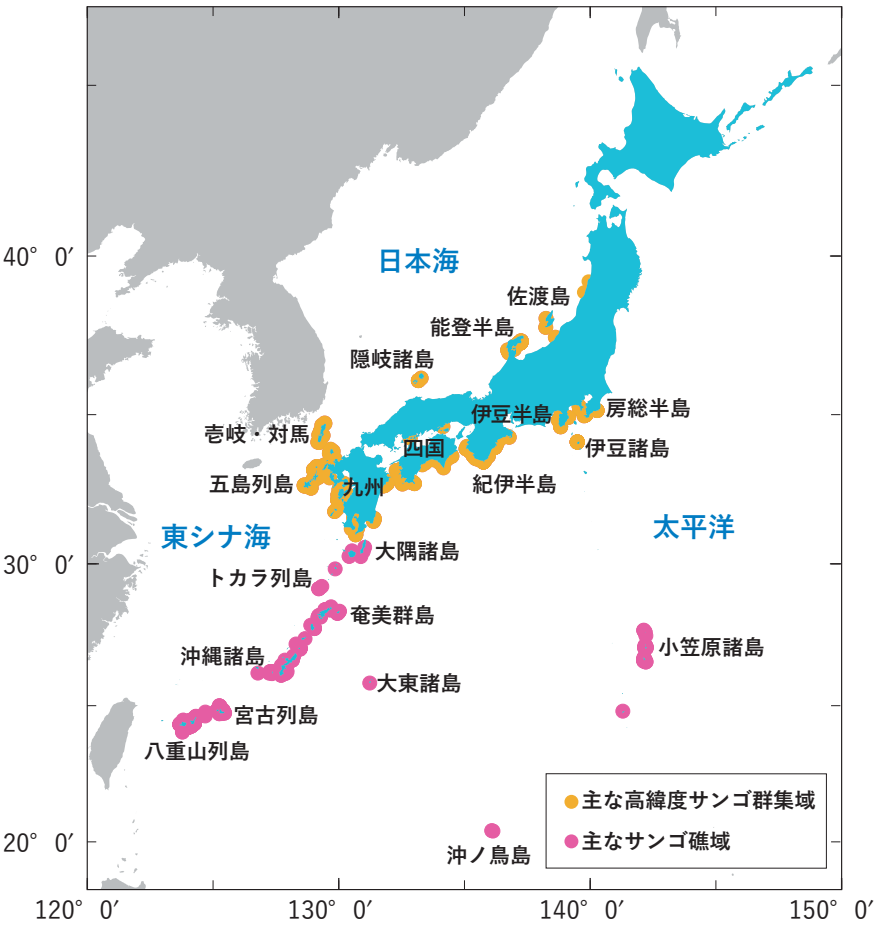 40° 0′
日本海
佐渡島
能登半島
隠岐諸島
伊豆半島
房総半島
壱岐・対馬
四国
伊豆諸島
五島列島
九州
紀伊半島
東シナ海
太平洋
30° 0′
大隅諸島
トカラ列島
奄美群島
沖縄諸島
小笠原諸島
大東諸島
宮古列島
八重山列島
主な高緯度サンゴ群集域
主なサンゴ礁域
20° 0′
沖ノ鳥島
120° 0′
130° 0′
140° 0′
150° 0′